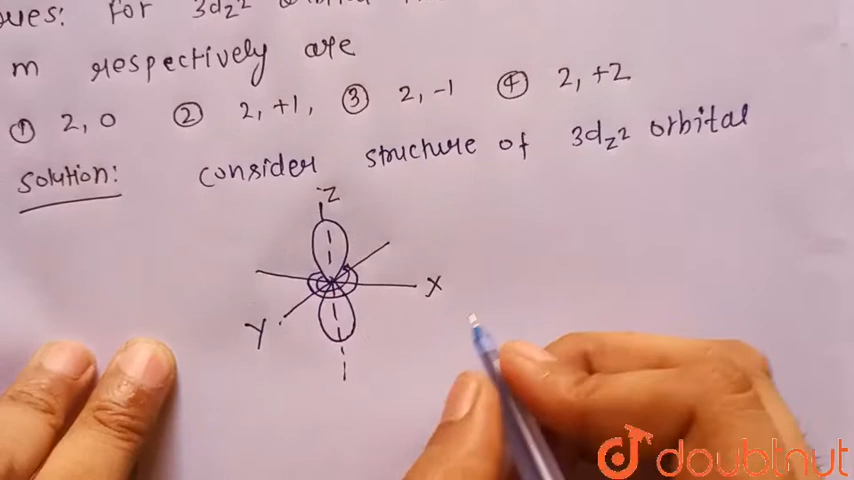 ques: For 3dz²
m respectively are
① 2, 0 ② 2, +1, ③ 2, -1 ④ 2, +2
Solution: consider structure of 3dz² orbital
Z
X
Y
doubtnut